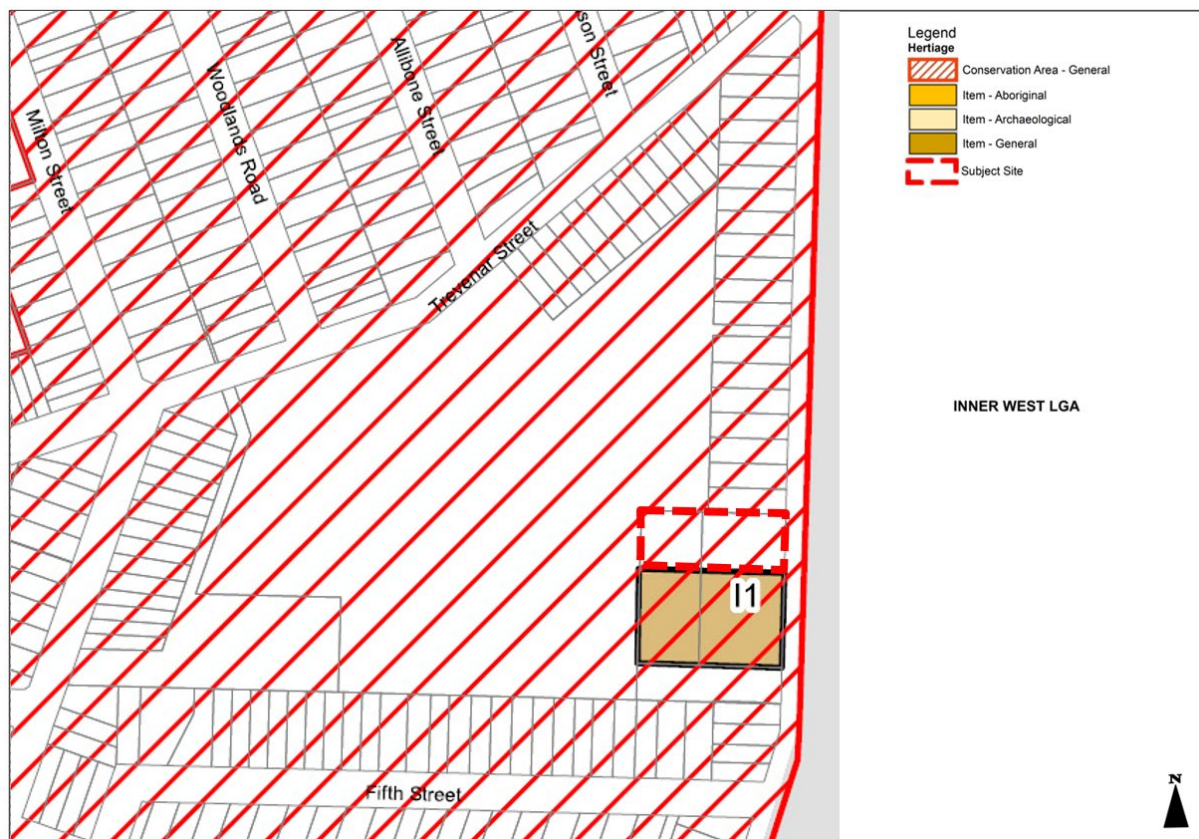 Legend
Hertiage
Conservation Area - General
Item - Aboriginal
Item - Archaeological
Item - General
Subject Site
son Street
Allibone Street
Woodlands Road
Milton Street
Trevenar Street
INNER WEST LGA
I1
Fifth Street
N